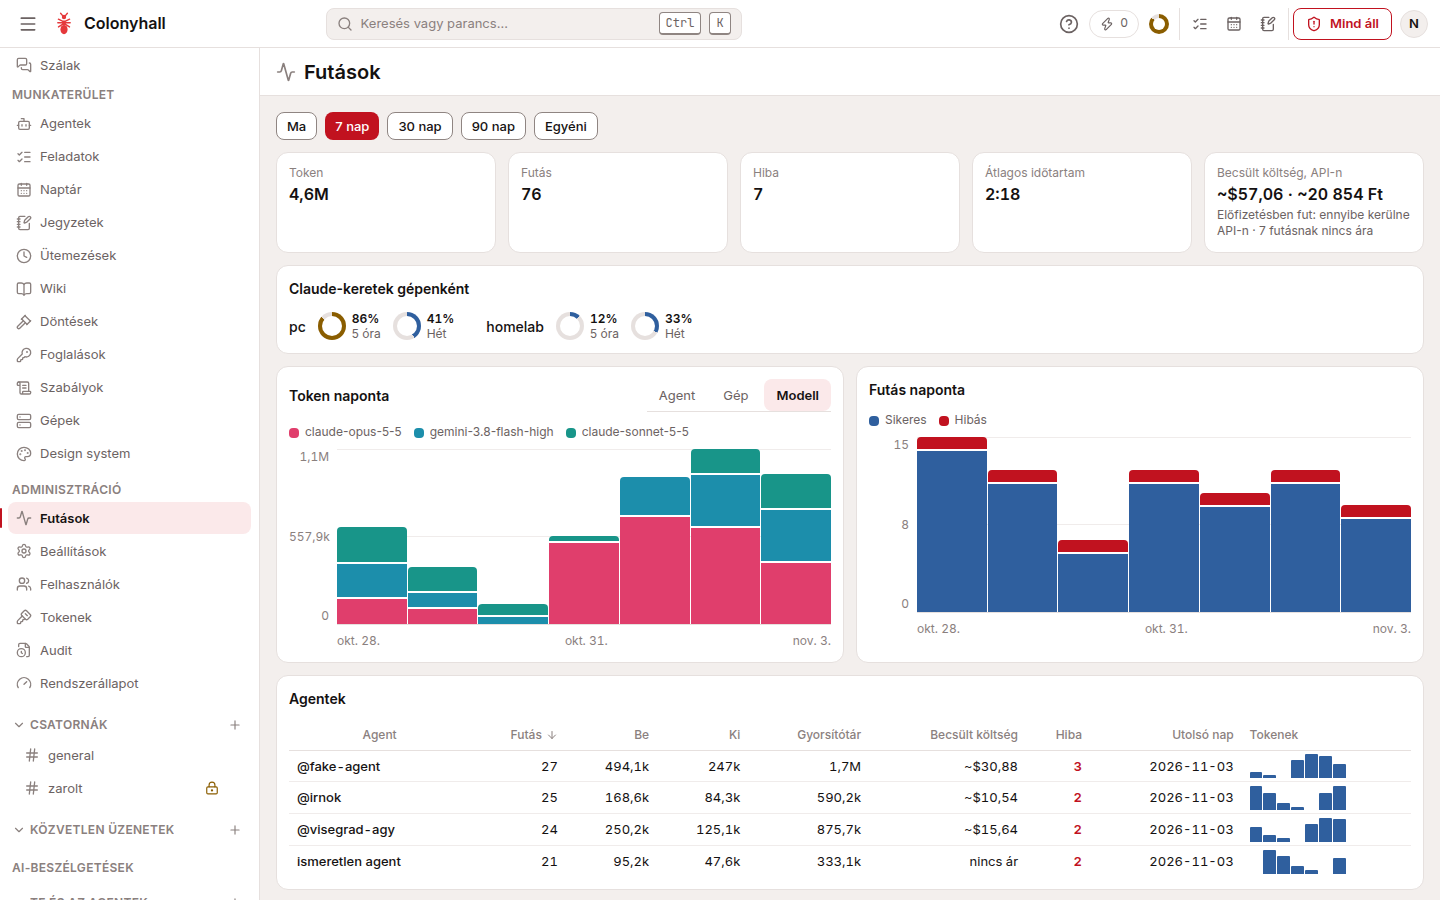 Colonyhall
Keresés vagy parancs...
Ctrl K
0
Mind áll
N
Szálak
MUNKATERÜLET
Agentek
Feladatok
Naptár
Jegyzetek
Ütemezések
Wiki
Döntések
Foglalások
Szabályok
Gépek
Design system
ADMINISZTRÁCIÓ
Futások
Beállítások
Felhasználók
Tokenek
Audit
Rendszerállapot
CSATORNÁK
general
zarolt
KÖZVETLEN ÜZENETEK
AI-BESZÉLGETÉSEK
TE ÉS AZ AGENTEK
Futások
Ma
7 nap
30 nap
90 nap
Egyéni
Token
4,6M
Futás
76
Hiba
7
Átlagos időtartam
2:18
Becsült költség, API-n
~$57,06 · ~20 854 Ft
Előfizetésben fut: ennyibe kerülne
API-n · 7 futásnak nincs ára
Claude-keretek gépenként
pc
86%
5 óra
41%
Hét
homelab
12%
5 óra
33%
Hét
Token naponta
Agent
Gép
Modell
claude-opus-5-5
gemini-3.8-flash-high
claude-sonnet-5-5
1,1M
557,9k
0
okt. 28.
okt. 31.
nov. 3.
Futás naponta
Sikeres
Hibás
15
8
0
okt. 28.
okt. 31.
nov. 3.
Agentek
Agent Futás Be Ki Gyorsítótár Becsült költség Hiba Utolsó nap Tokenek
@fake-agent 27 494,1k 247k 1,7M ~$30,88 3 2026-11-03
@irnok 25 168,6k 84,3k 590,2k ~$10,54 2 2026-11-03
@visegrad-agy 24 250,2k 125,1k 875,7k ~$15,64 2 2026-11-03
ismeretlen agent 21 95,2k 47,6k 333,1k nincs ár 2 2026-11-03